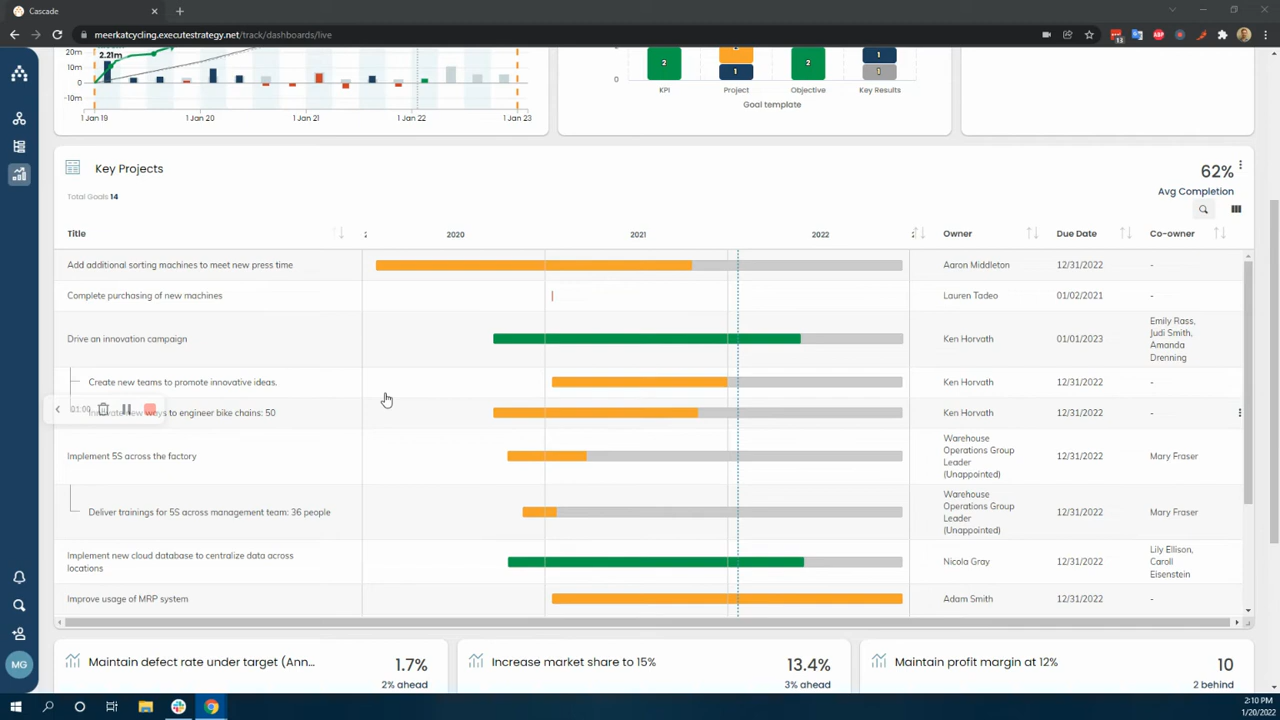 Cascade
meerkatcycling.executestrategy.net/track/dashboards/live
13
20m
2.21m
10m
0
-10m
1 Jan 19
1 Jan 20
1 Jan 21
1 Jan 22
1 Jan 23
0
2
1
2
1
1
KPI
Project
Objective
Key Results
Goal template
Key Projects
62%
Avg Completion
Total Goals 14
Title
2020
2021
2022
Owner
Due Date
Co-owner
Add additional sorting machines to meet new press time
Aaron Middleton
12/31/2022
-
Complete purchasing of new machines
Lauren Tadeo
01/02/2021
-
Drive an innovation campaign
Ken Horvath
01/01/2023
Emily Rass,
Judi Smith,
Amanda
Drenning
Create new teams to promote innovative ideas.
Ken Horvath
12/31/2022
-
01:00
ways to engineer bike chains: 50
Ken Horvath
12/31/2022
-
Implement 5S across the factory
Warehouse
Operations Group
Leader
(Unappointed)
12/31/2022
Mary Fraser
Deliver trainings for 5S across management team: 36 people
Warehouse
Operations Group
Leader
(Unappointed)
12/31/2022
Mary Fraser
Implement new cloud database to centralize data across
locations
Nicola Gray
12/31/2022
Lily Ellison,
Caroll
Eisenstein
Improve usage of MRP system
Adam Smith
12/31/2022
-
Maintain defect rate under target (Ann...
1.7%
2% ahead
Increase market share to 15%
13.4%
3% ahead
Maintain profit margin at 12%
10
2 behind
MG
2:10 PM
1/20/2022